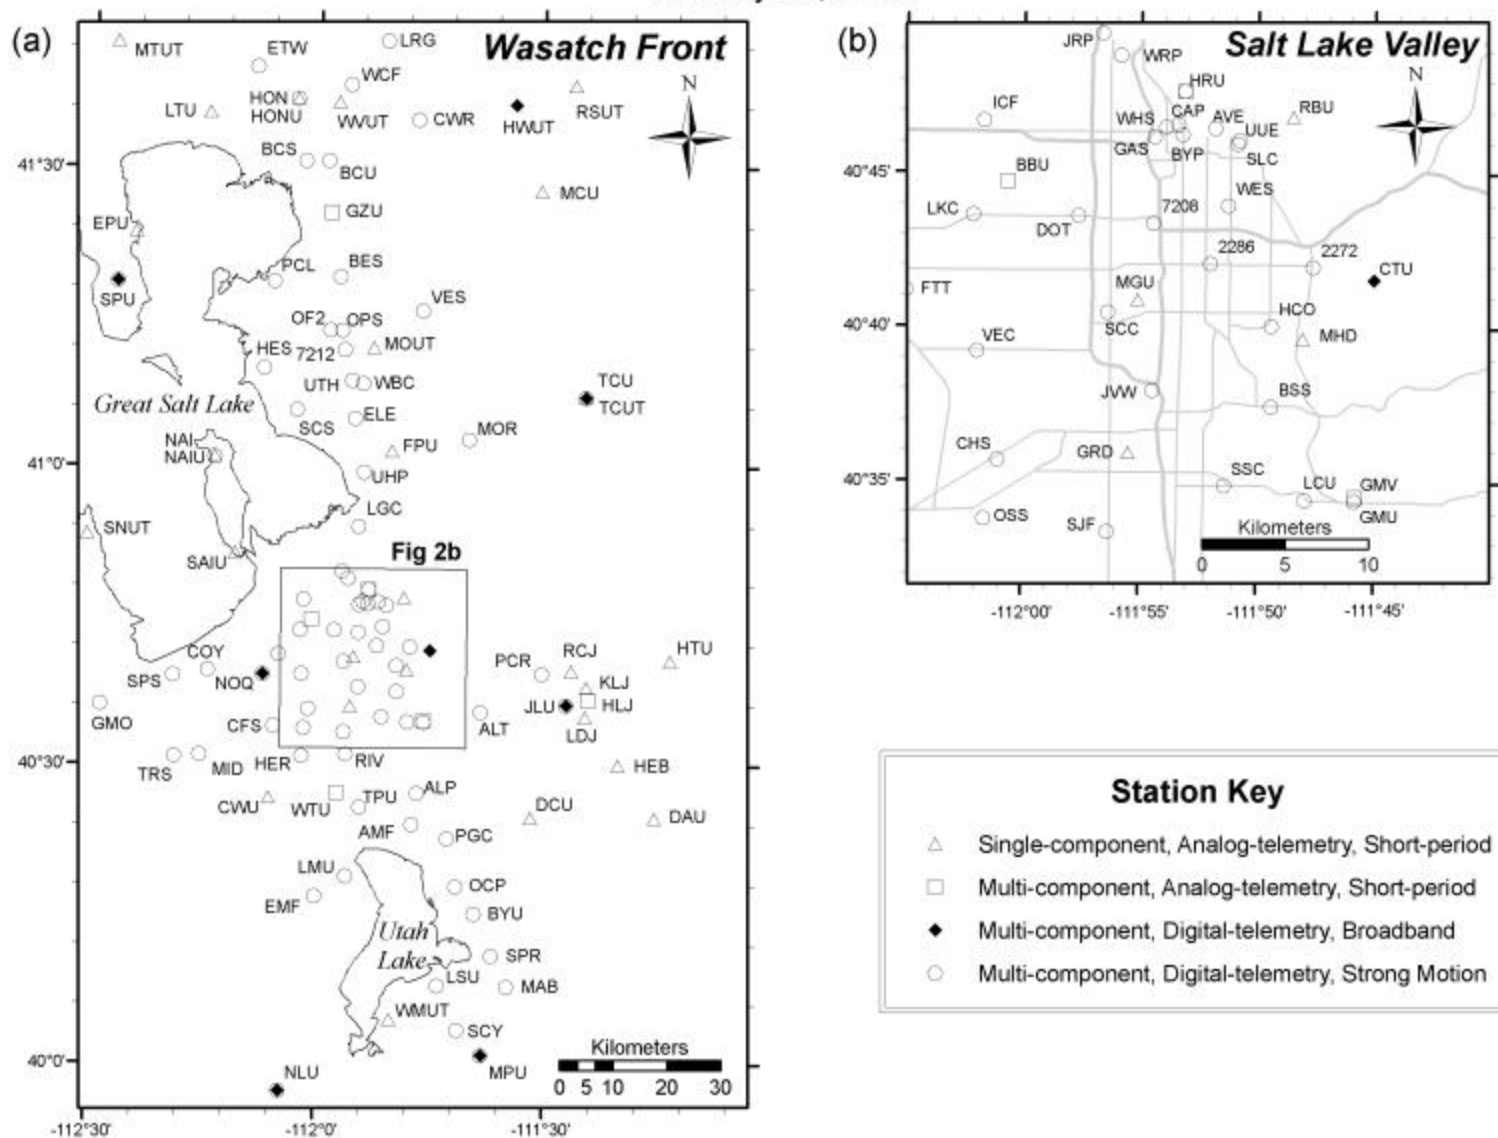 (a)
Wasatch Front
MTUT
ETW
LRG
WCF
N
LTU
HON
HONU
WVUT
CWR
HWUT
RSUT
41°30'
BCS
BCU
MCU
GZU
EPU
SPU
PCL
BES
VES
OF2
OPS
HES
7212
MOUT
UTH
WBC
TCU
TCUT
Great Salt Lake
SCS
ELE
MOR
NAI
NAIU
FPU
41°0'
UHP
LGC
SNUT
SAIU
Fig 2b
COY
SPS
NOQ
PCR
RCJ
HTU
KLJ
GMO
CFS
ALT
JLU
HLJ
LDJ
40°30'
TRS
MID
HER
RIV
HEB
CWU
WTU
TPU
ALP
DCU
DAU
AMF
PGC
LMU
EMF
OCP
BYU
Utah
Lake
SPR
LSU
MAB
WMUT
SCY
40°0'
NLU
MPU
Kilometers
0 5 10 20 30
-112°30'
-112°0'
-111°30'
(b)
Salt Lake Valley
JRP
WRP
HRU
N
ICF
WHS
CAP
AVE
RBU
GAS
BYP
UUE
SLC
40°45'
BBU
WES
LKC
DOT
7208
2286
2272
CTU
FTT
MGU
SCC
HCO
MHD
40°40'
VEC
JVW
BSS
CHS
GRD
40°35'
SSC
LCU
GMV
GMU
OSS
SJF
Kilometers
0 5 10
-112°00'
-111°55'
-111°50'
-111°45'
Station Key
Single-component, Analog-telemetry, Short-period
Multi-component, Analog-telemetry, Short-period
Multi-component, Digital-telemetry, Broadband
Multi-component, Digital-telemetry, Strong Motion